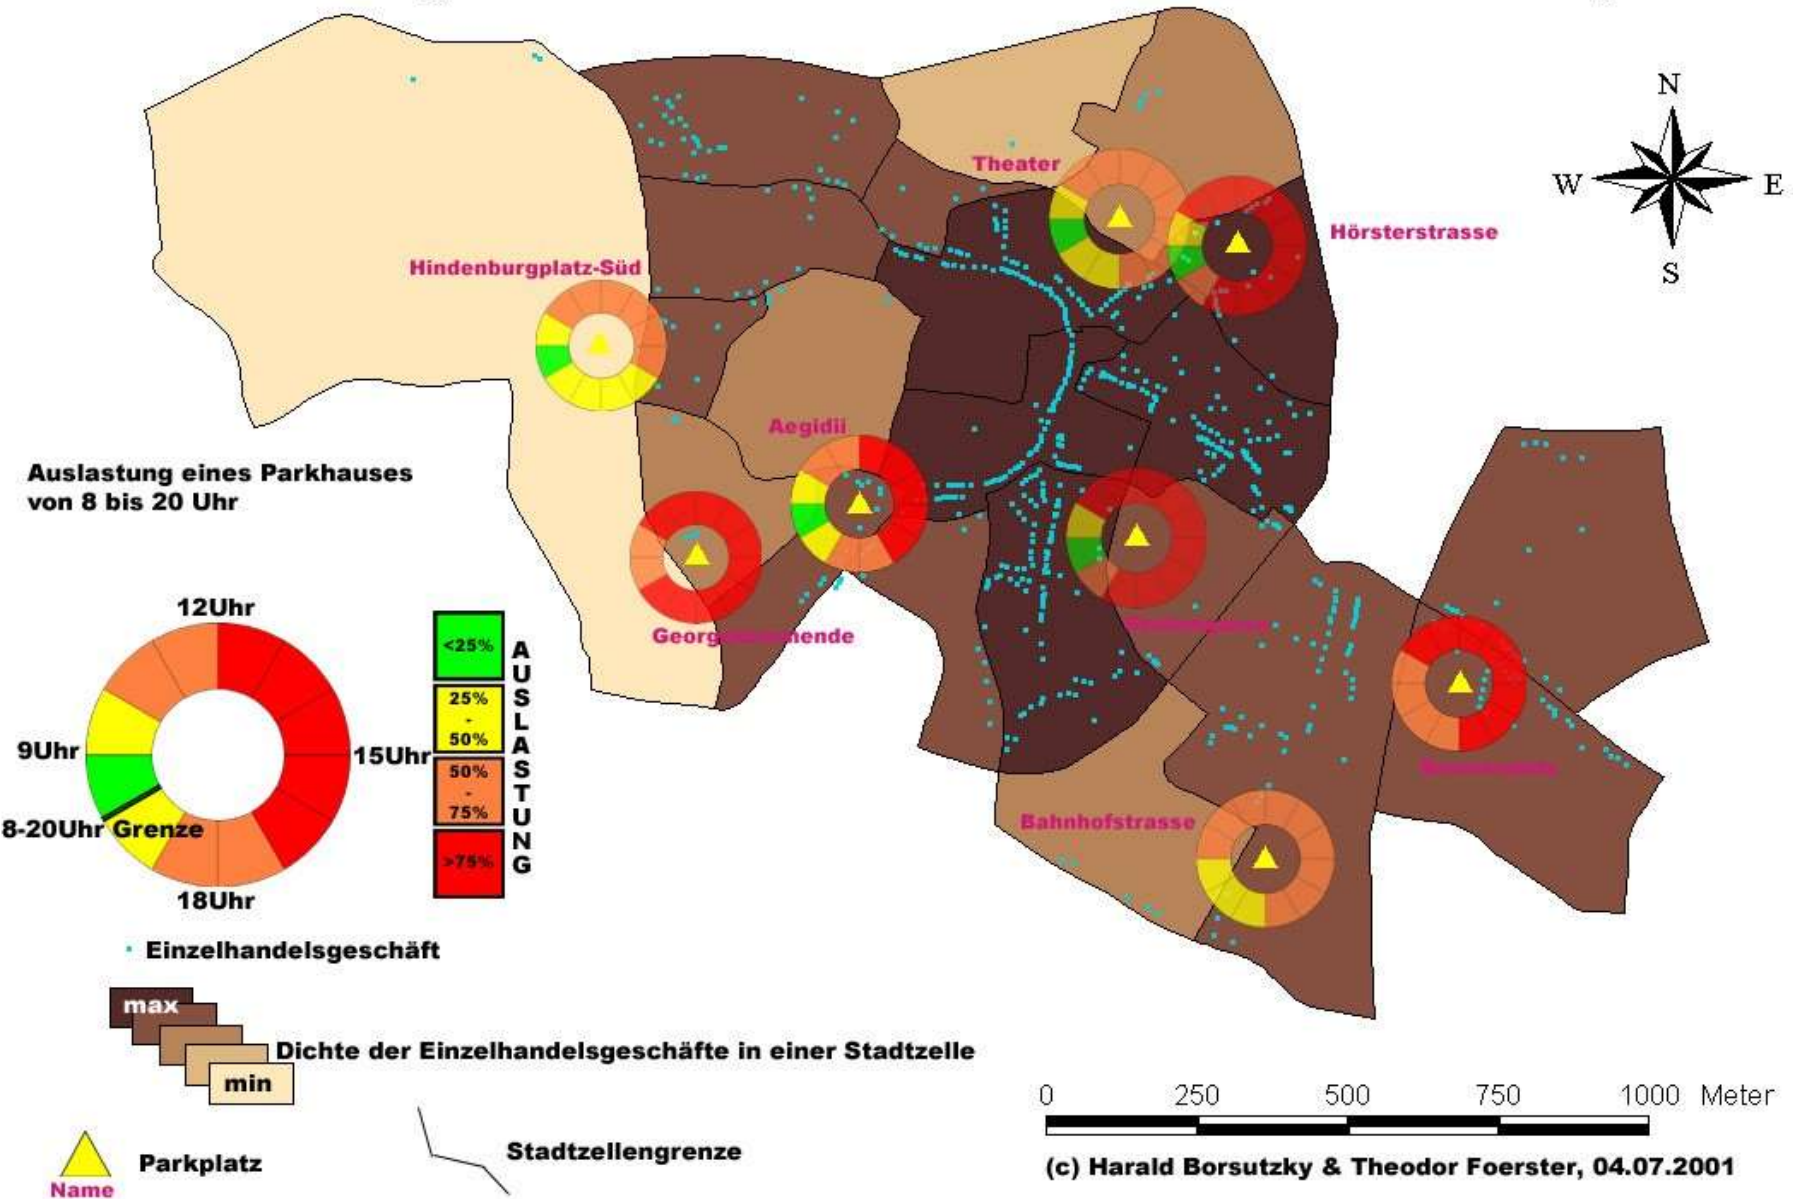 N
W
E
S
Theater
Hörsterstrasse
Hindenburgplatz-Süd
Aegidii
Auslastung eines Parkhauses
von 8 bis 20 Uhr
12Uhr
9Uhr
15Uhr
8-20Uhr Grenze
18Uhr
<25%
25%
-
50%
50%
-
75%
>75%
AUSLASTUNG
Bahnhofstrasse
Einzelhandelsgeschäft
max
min
Dichte der Einzelhandelsgeschäfte in einer Stadtzelle
Parkplatz
Name
Stadtzellengrenze
0 250 500 750 1000 Meter
(c) Harald Borsutzky & Theodor Foerster, 04.07.2001